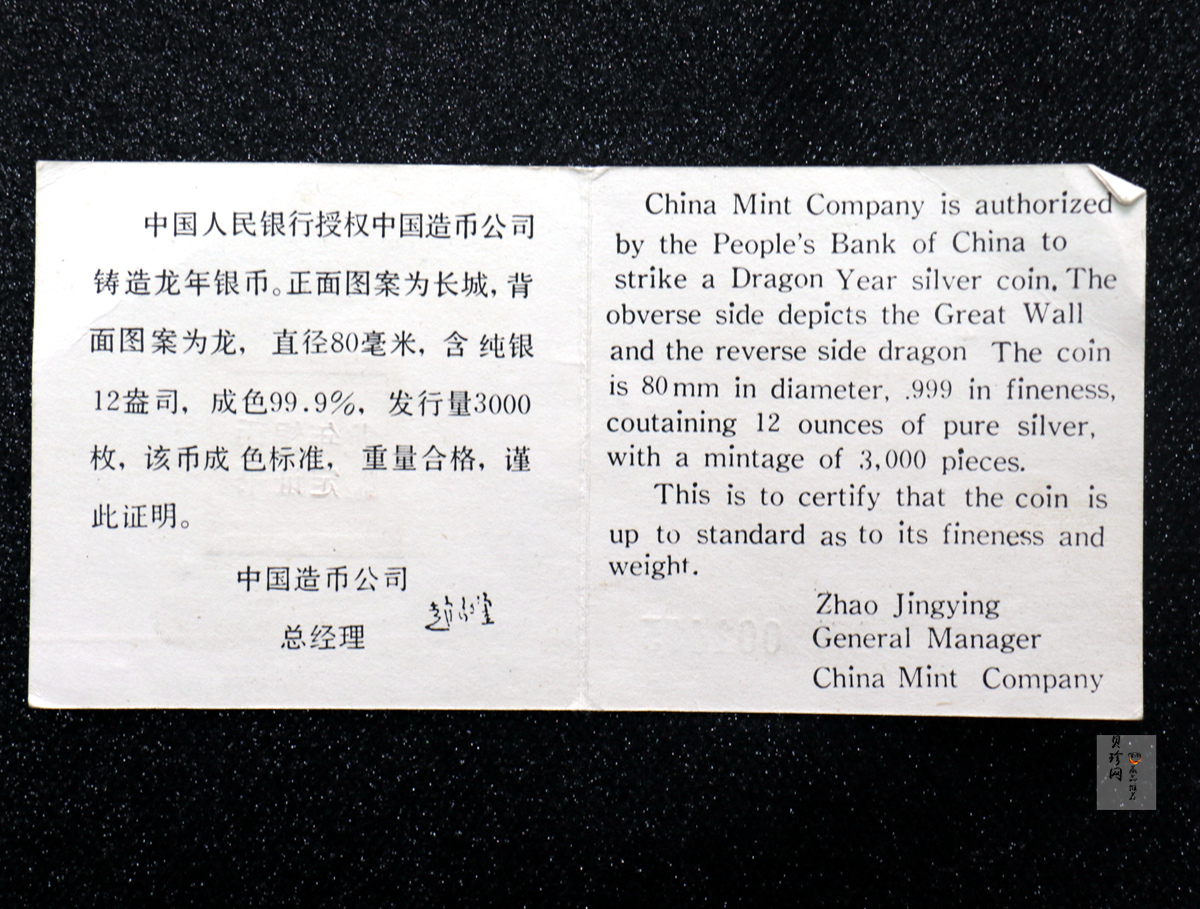 中国人民银行授权中国造币公司
铸造龙年银币。正面图案为长城,背
面图案为龙, 直径80毫米, 含纯银
12盎司, 成色99.9%, 发行量3000
枚, 该币成色标准, 重量合格, 谨
此证明。
中国造币公司
总经理
China Mint Company is authorized
by the People's Bank of China to
strike a Dragon Year silver coin. The
obverse side depicts the Great Wall
and the reverse side dragon The coin
is 80mm in diameter, .999 in fineness,
coutaining 12 ounces of pure silver,
with a mintage of 3,000 pieces.
This is to certify that the coin is
up to standard as to its fineness and
weight.
Zhao Jingying
General Manager
China Mint Company
贝珍网